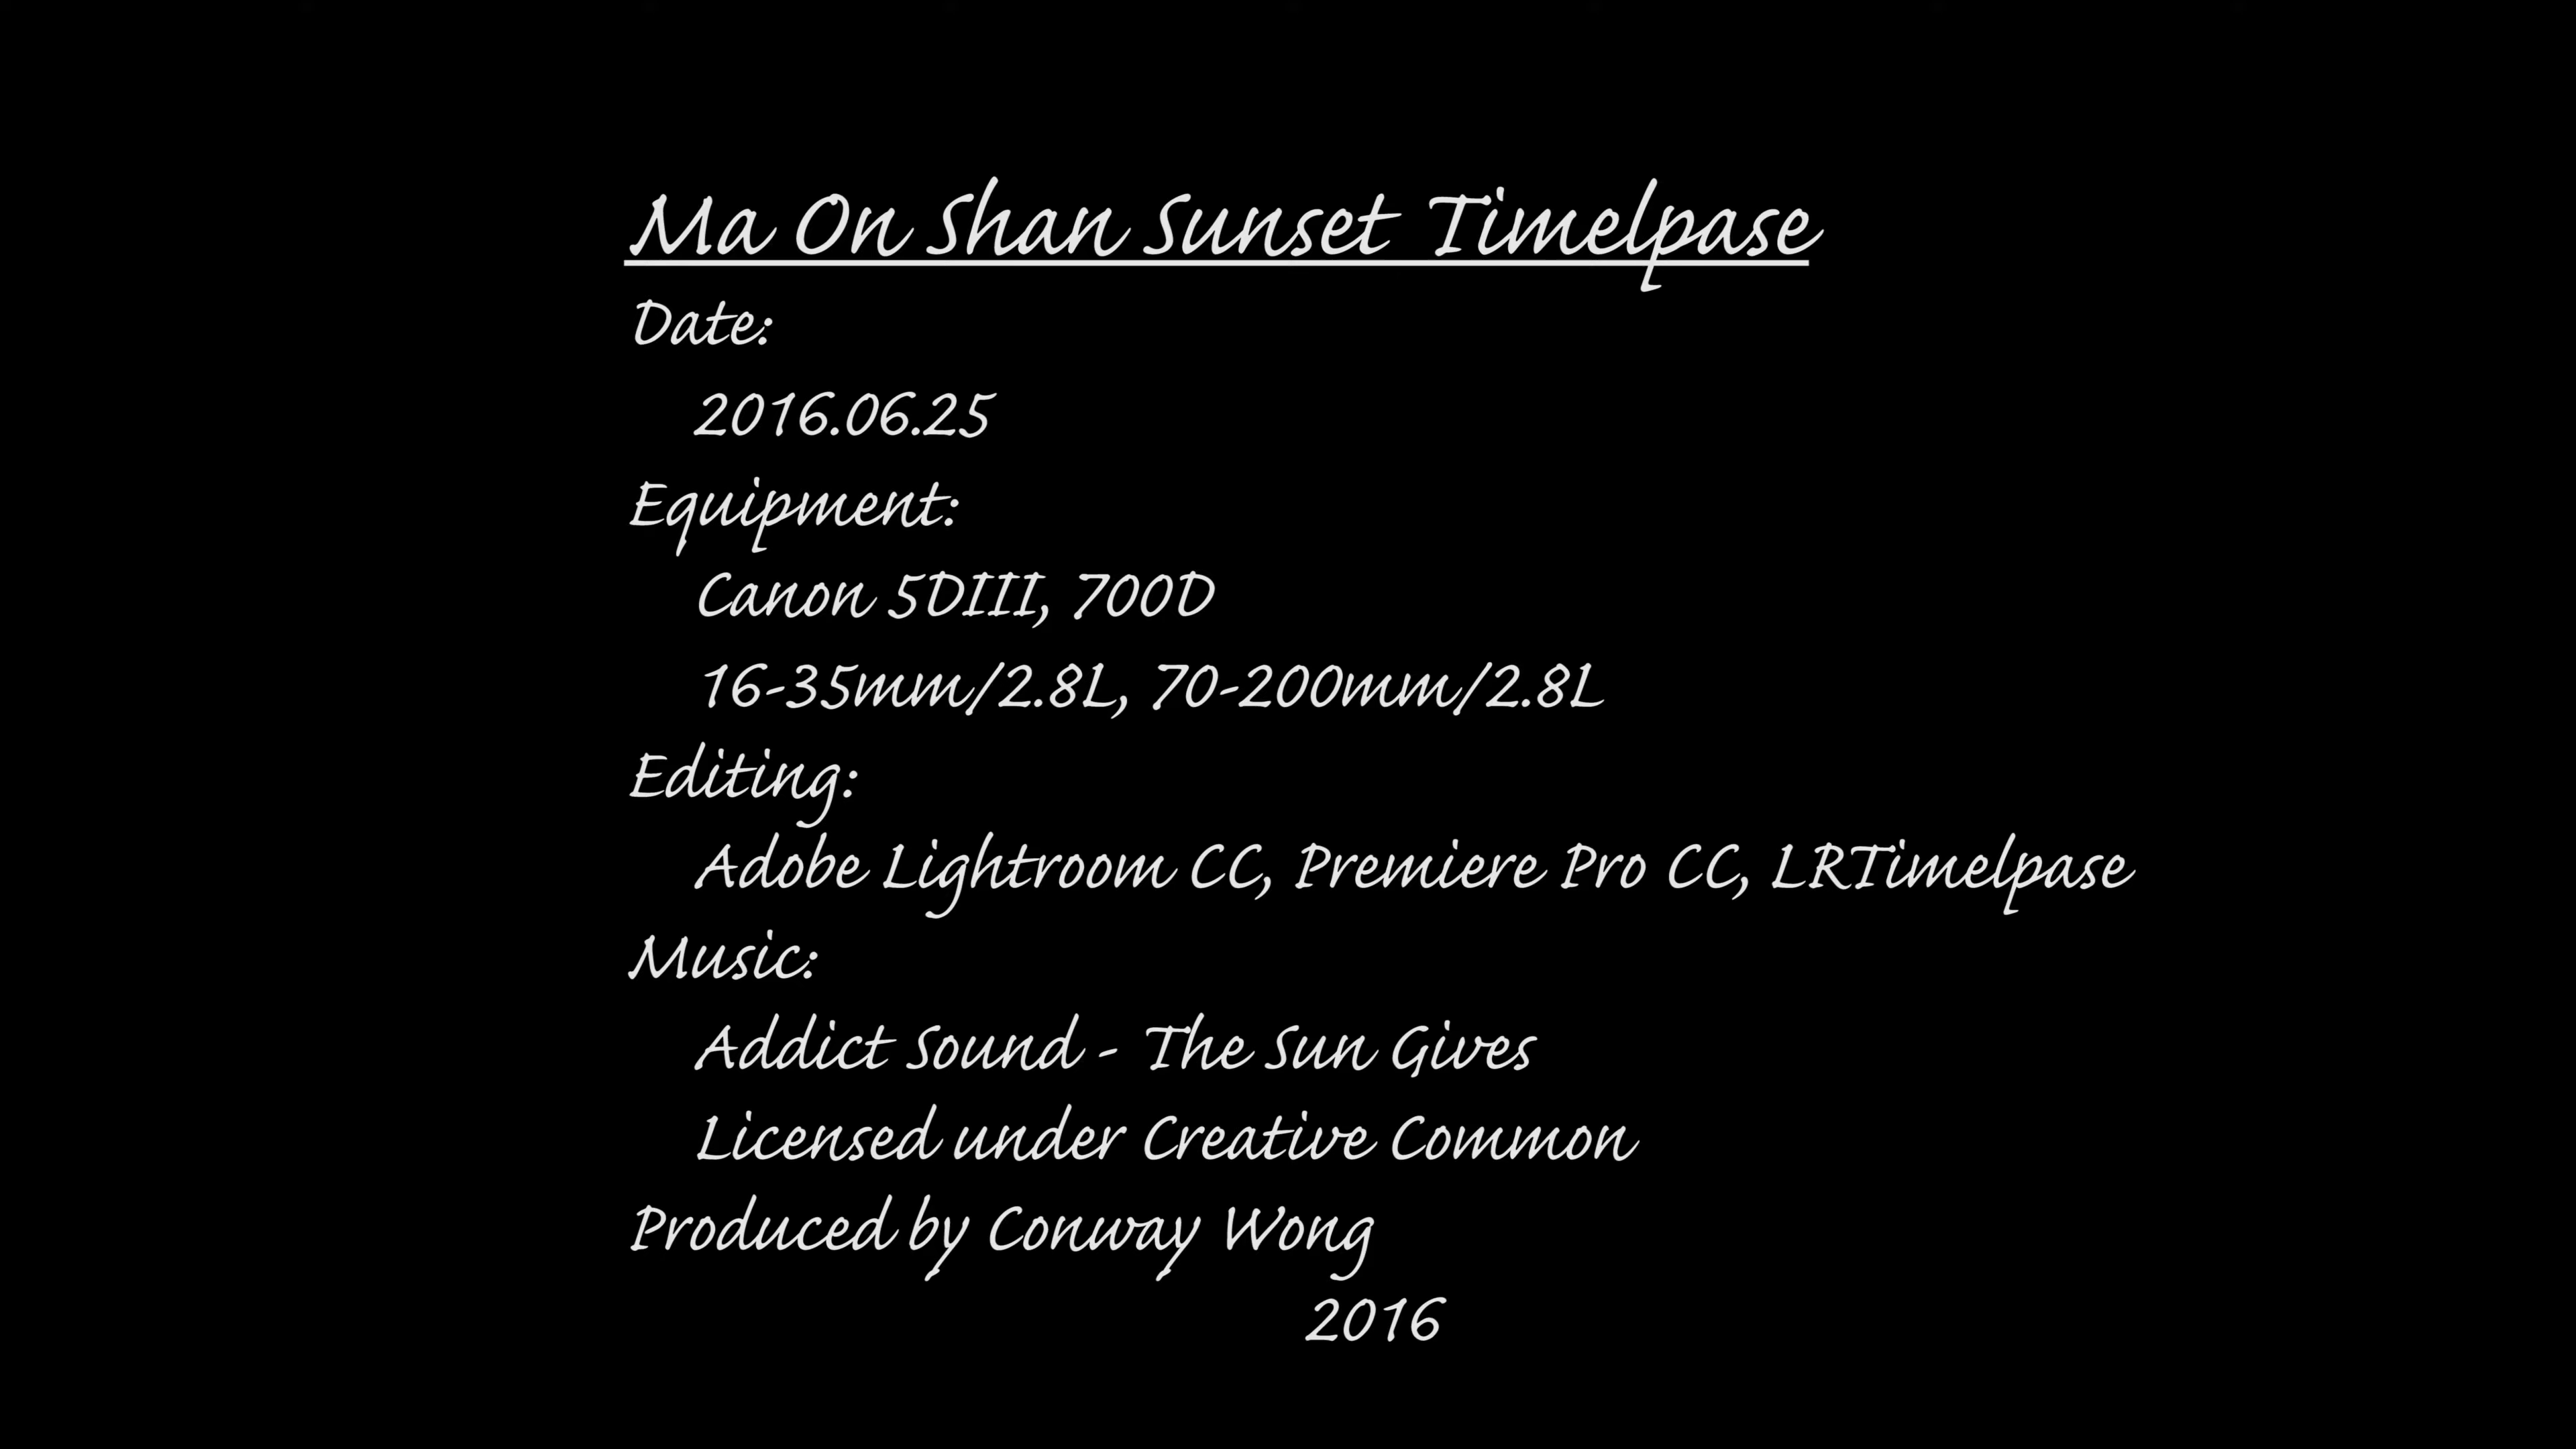 Ma On Shan Sunset Timelpase
Date:
2016.06.25
Equipment:
Canon 5DIII, 700D
16-35mm/2.8L, 70-200mm/2.8L
Editing:
Adobe Lightroom CC, Premiere Pro CC, LRTimelpase
Music:
Addict Sound - The Sun Gives
Licensed under Creative Common
Produced by Conway Wong
2016